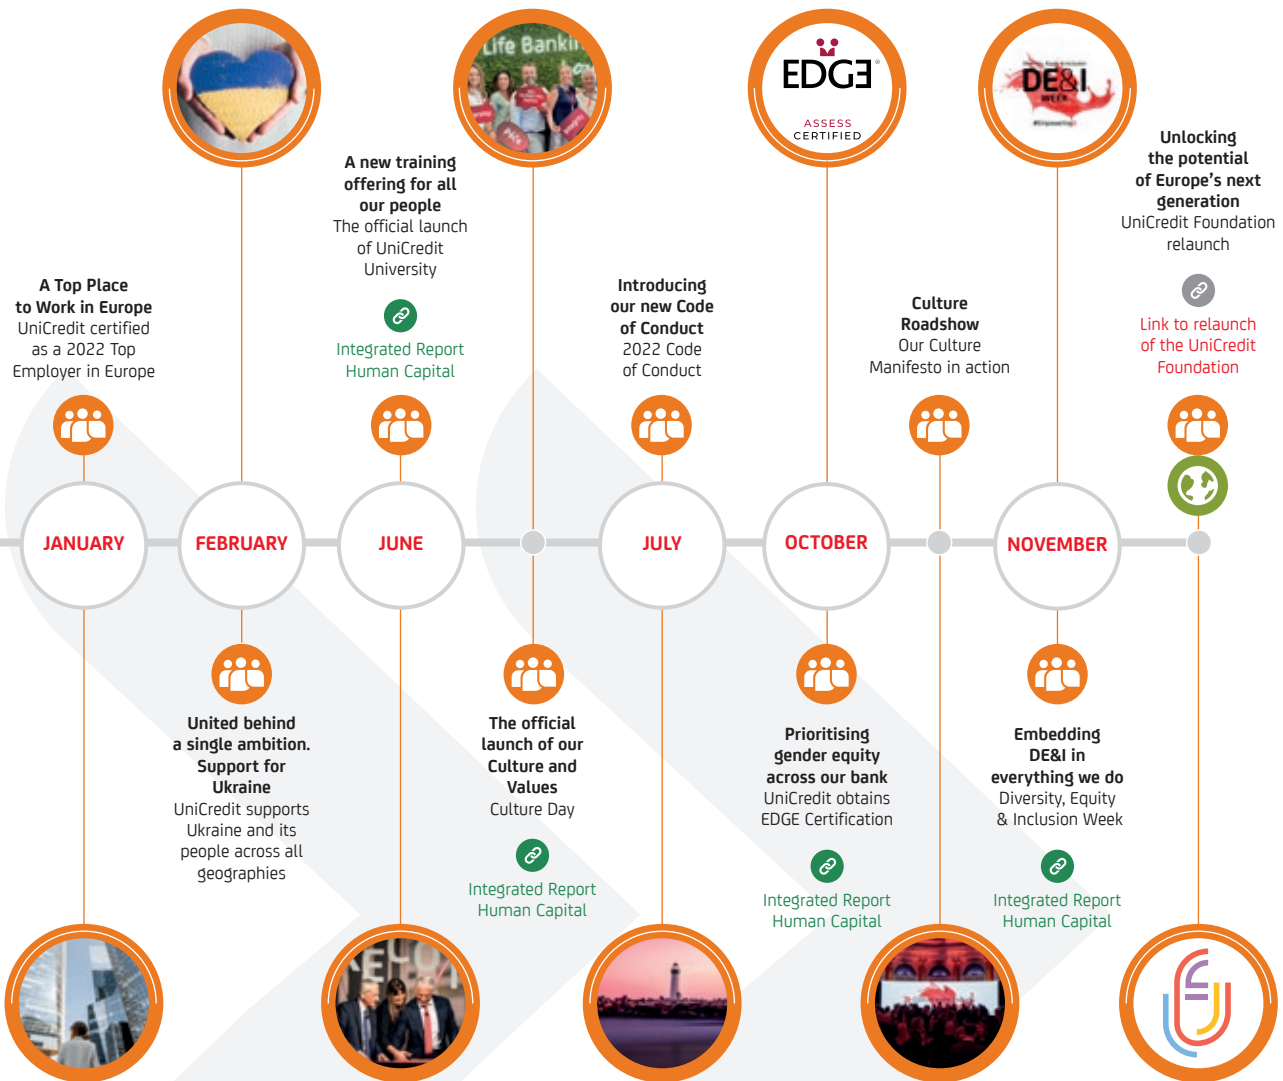 Life Bankin
EDGE
®
ASSESS
CERTIFIED
DE&I
WEEK
A new training
offering for all
our people
The official launch
of UniCredit
University
Integrated Report
Human Capital
Unlocking
the potential
of Europe's next
generation
UniCredit Foundation
relaunch
Link to relaunch
of the UniCredit
Foundation
A Top Place
to Work in Europe
UniCredit certified
as a 2022 Top
Employer in Europe
Introducing
our new Code
of Conduct
2022 Code
of Conduct
Culture
Roadshow
Our Culture
Manifesto in action
JANUARY
FEBRUARY
JUNE
JULY
OCTOBER
NOVEMBER
United behind
a single ambition.
Support for
Ukraine
UniCredit supports
Ukraine and its
people across all
geographies
The official
launch of our
Culture and
Values
Culture Day
Integrated Report
Human Capital
Prioritising
gender equity
across our bank
UniCredit obtains
EDGE Certification
Integrated Report
Human Capital
Embedding
DE&I in
everything we do
Diversity, Equity
& Inclusion Week
Integrated Report
Human Capital